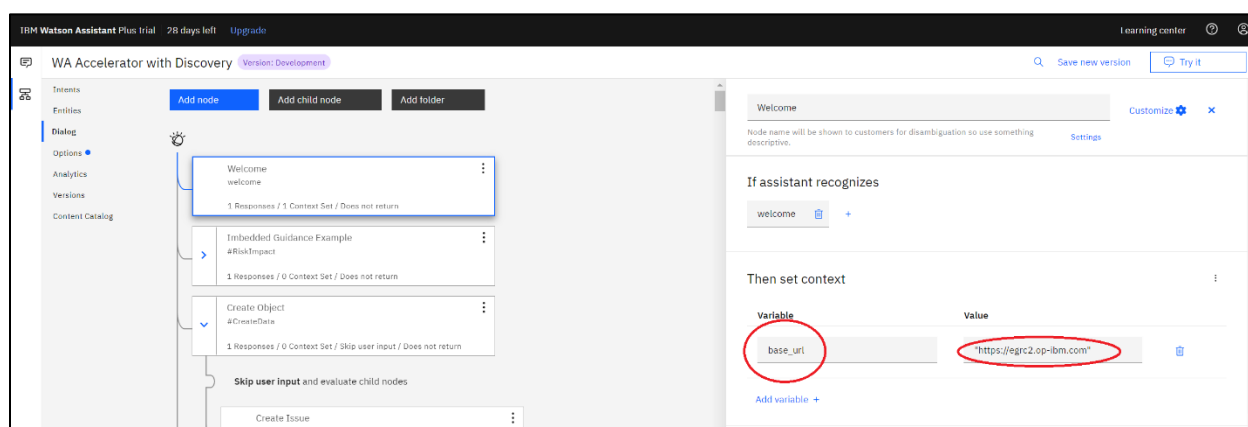 IBM Watson Assistant Plus trial 28 days left Upgrade Learning center
WA Accelerator with Discovery Version: Development Save new version Try it
Intents
Entities
Dialog
Options
Analytics
Versions
Content Catalog
Add node Add child node Add folder
Welcome
welcome
1 Responses / 1 Context Set / Does not return
Imbedded Guidance Example
#RiskImpact
1 Responses / 0 Context Set / Does not return
Create Object
#CreateData
1 Responses / 0 Context Set / Skip user input / Does not return
Skip user input and evaluate child nodes
Create Issue
Welcome Customize
Node name will be shown to customers for disambiguation so use something
descriptive.
Settings
If assistant recognizes
welcome +
Then set context
Variable Value
base_url "https://egrc2.op-ibm.com"
Add variable +